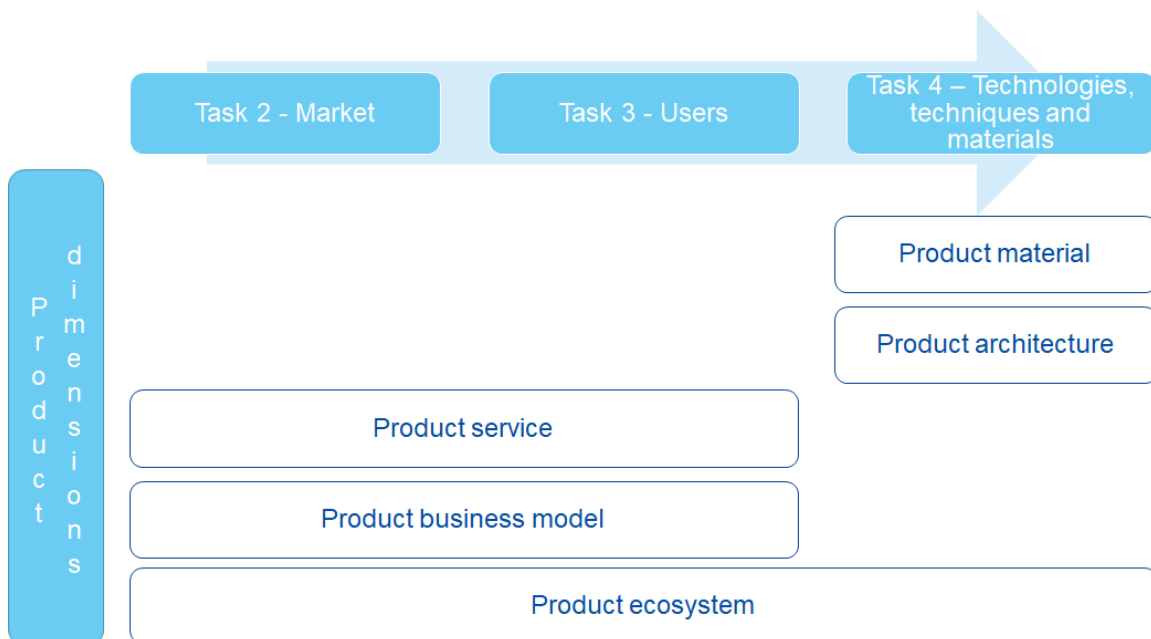 Task 2 - Market
Task 3 - Users
Task 4 – Technologies,
techniques and
materials
Product
dimensions
Product material
Product architecture
Product service
Product business model
Product ecosystem